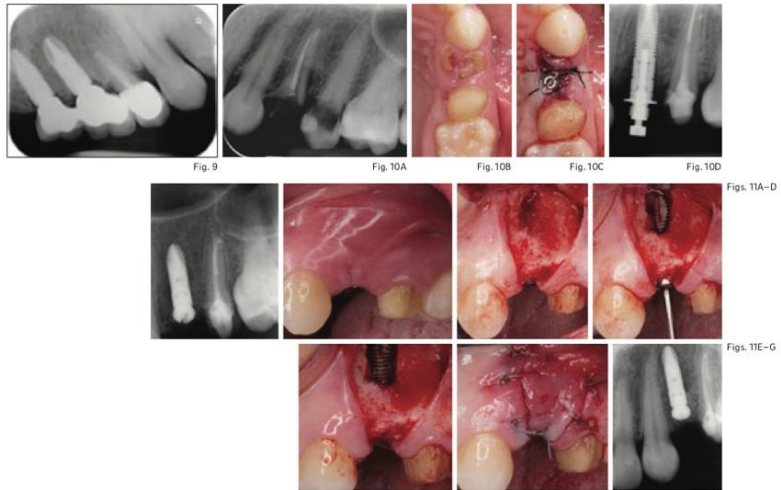 Fig. 9
Fig. 10A
Fig. 10B
Fig. 10C
Fig. 10D
Figs. 11A–D
Figs. 11E–G